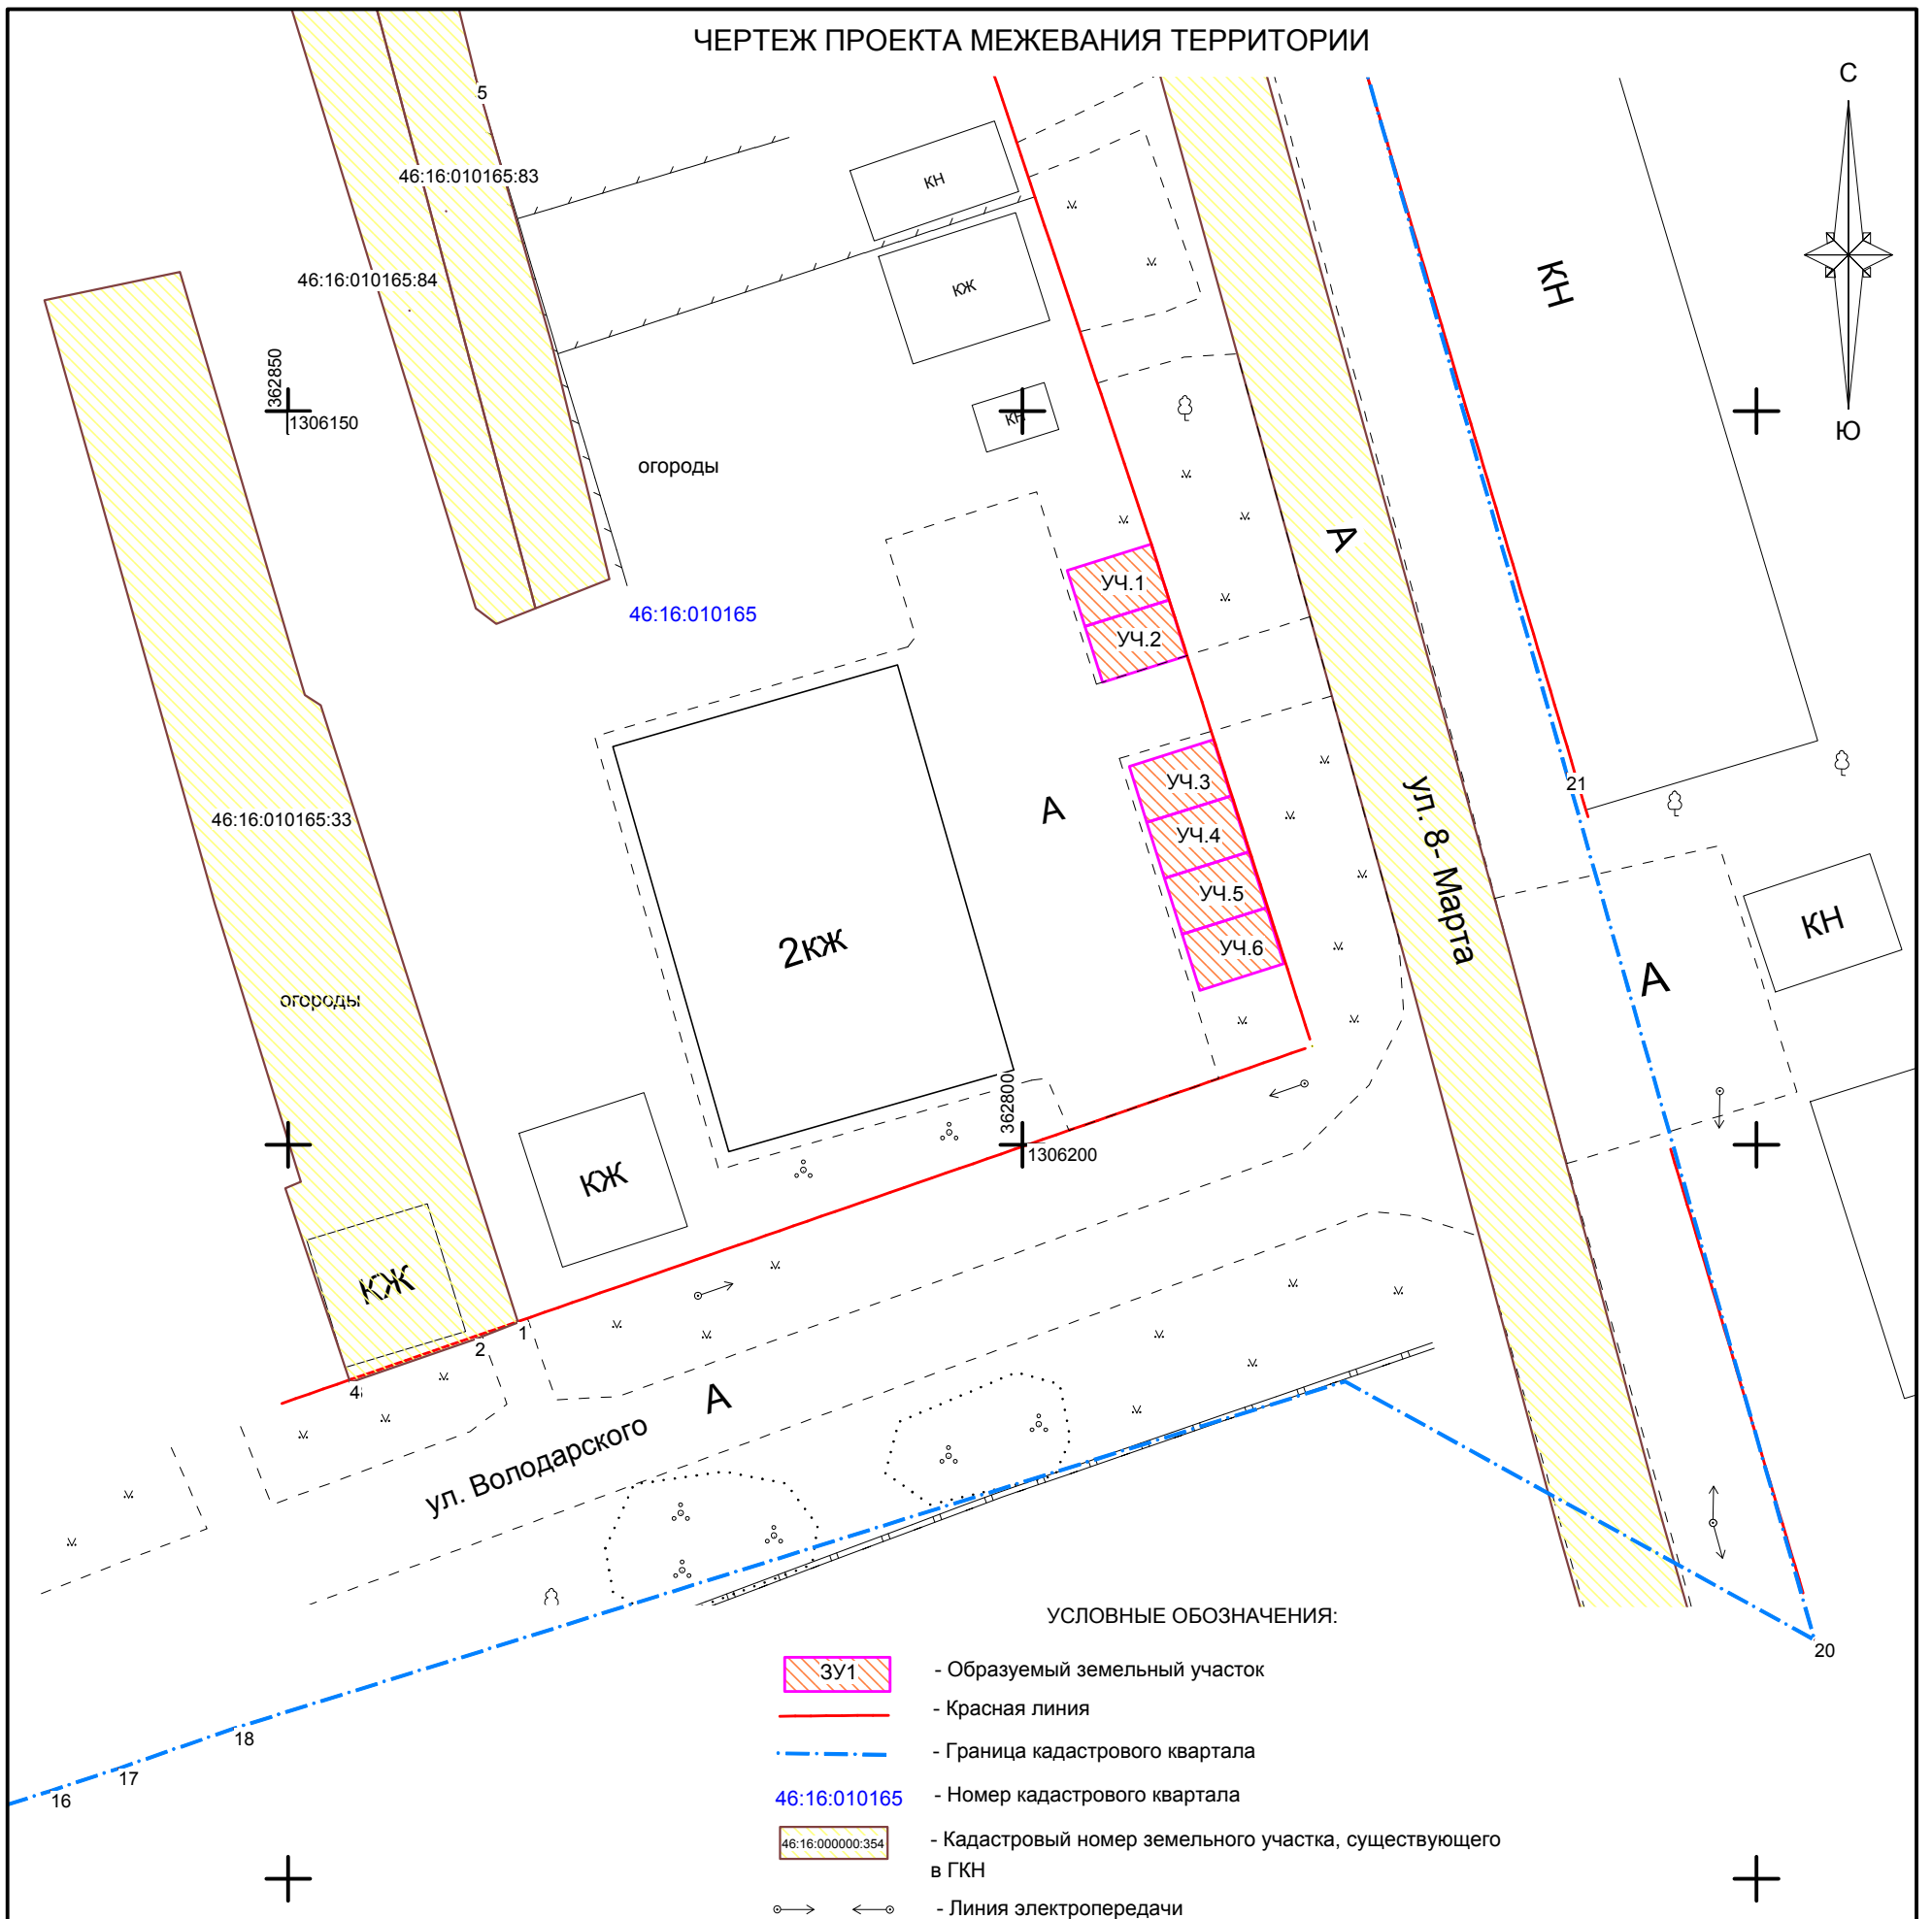 ЧЕРТЕЖ ПРОЕКТА МЕЖЕВАНИЯ ТЕРРИТОРИИ
С
Ю
5
46:16:010165:83
46:16:010165:84
кн
кж
кн
КН
362850
1306150
огороды
А
46:16:010165
УЧ.1
УЧ.2
УЧ.3
УЧ.4
УЧ.5
УЧ.6
21
46:16:010165:33
А
ул. 8- Марта
2кж
КН
А
огороды
362800
1306200
КЖ
КЖ
1
2
4
А
ул. Володарского
20
18
17
16
УСЛОВНЫЕ ОБОЗНАЧЕНИЯ:
ЗУ1 - Образуемый земельный участок
- Красная линия
- Граница кадастрового квартала
46:16:010165 - Номер кадастрового квартала
46:16:000000:354 - Кадастровый номер земельного участка, существующего
в ГКН
- Линия электропередачи